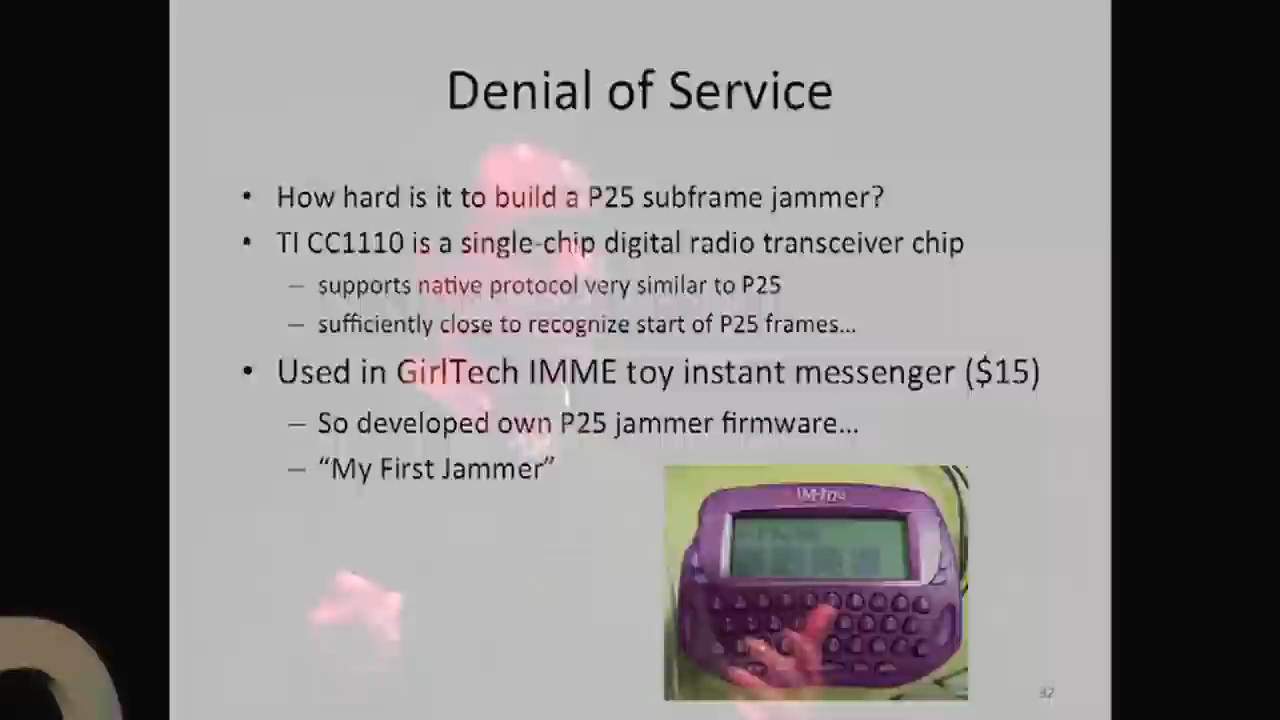 Denial of Service
• How hard is it to build a P25 subframe jammer?
• TI CC1110 is a single-chip digital radio transceiver chip
– supports native protocol very similar to P25
– sufficiently close to recognize start of P25 frames...
• Used in GirlTech IMME toy instant messenger ($15)
– So developed own P25 jammer firmware...
– “My First Jammer”
37